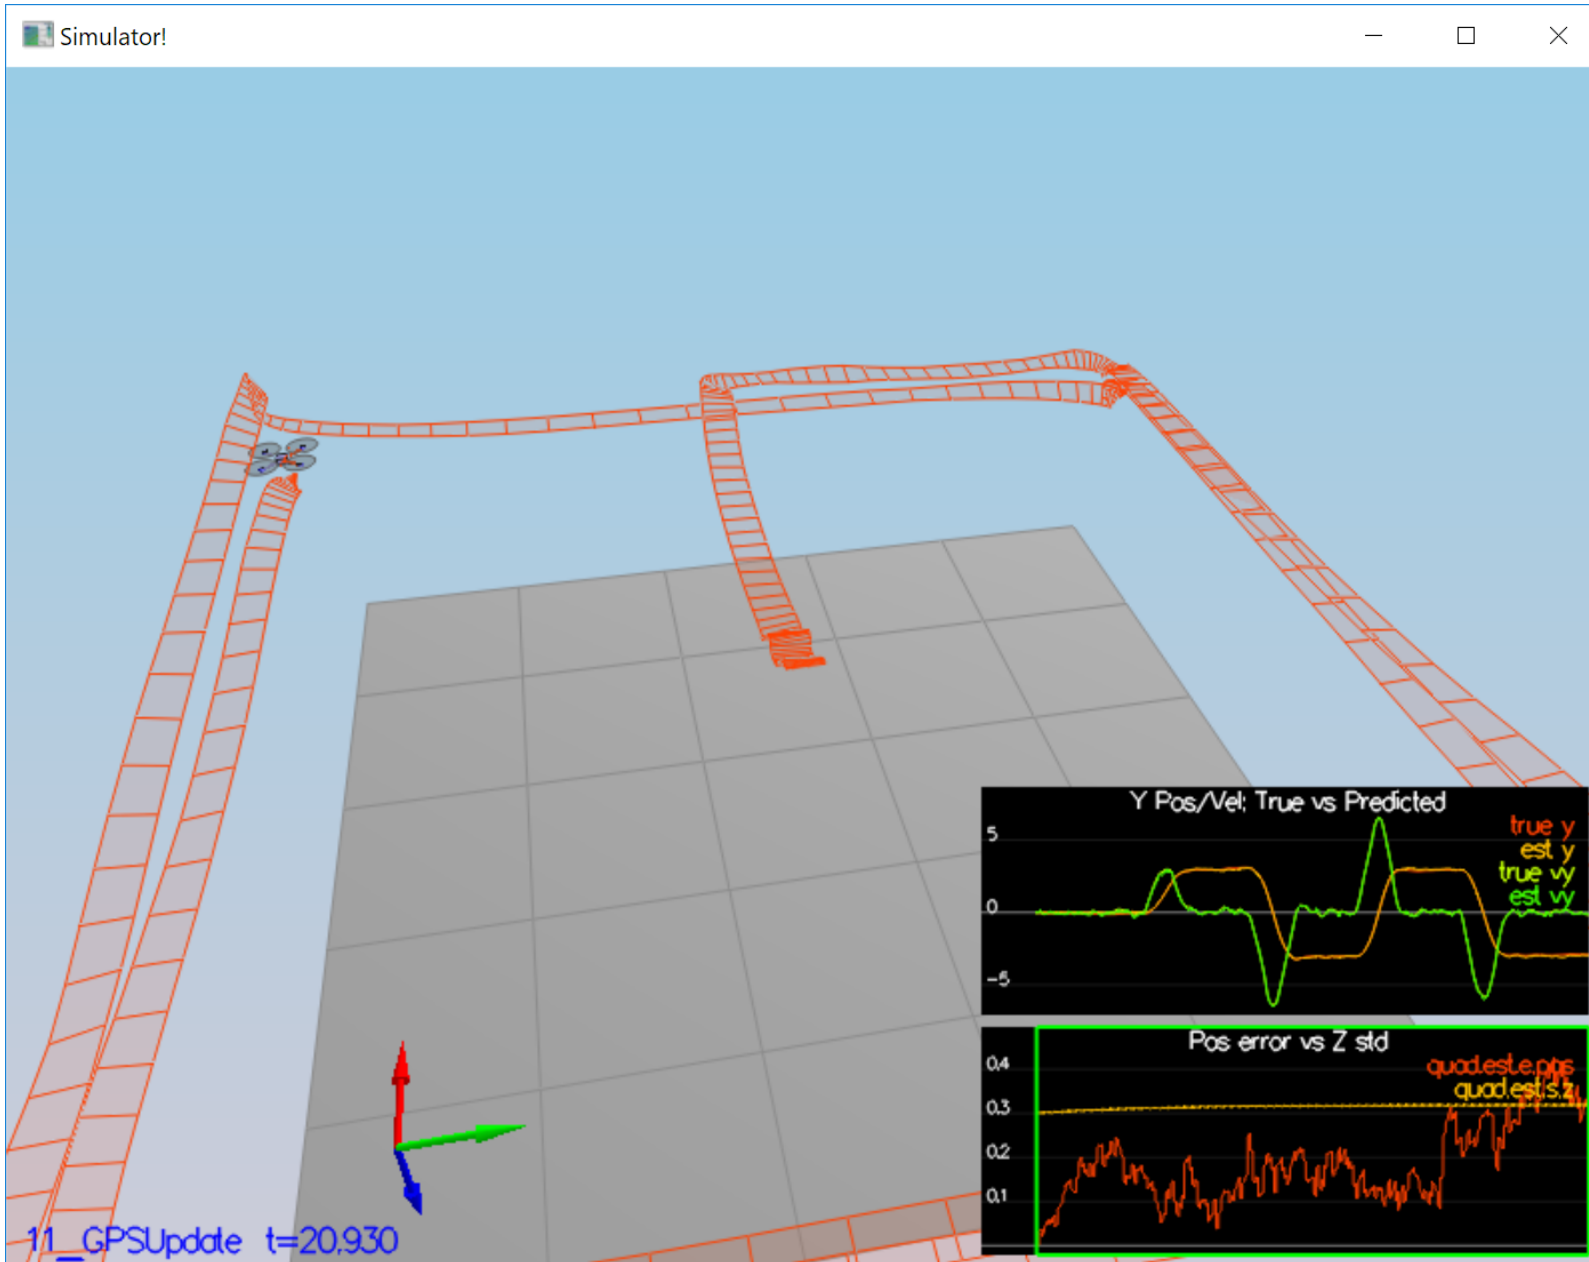 Simulator!
Y Pos/Vel: True vs Predicted
5
true y
est y
true vy
est vy
0
-5
Pos error vs Z std
0.4
quad.est.e.pos
quad.est.s.z
0.3
0.2
0.1
11_GPSUpdate t=20.930